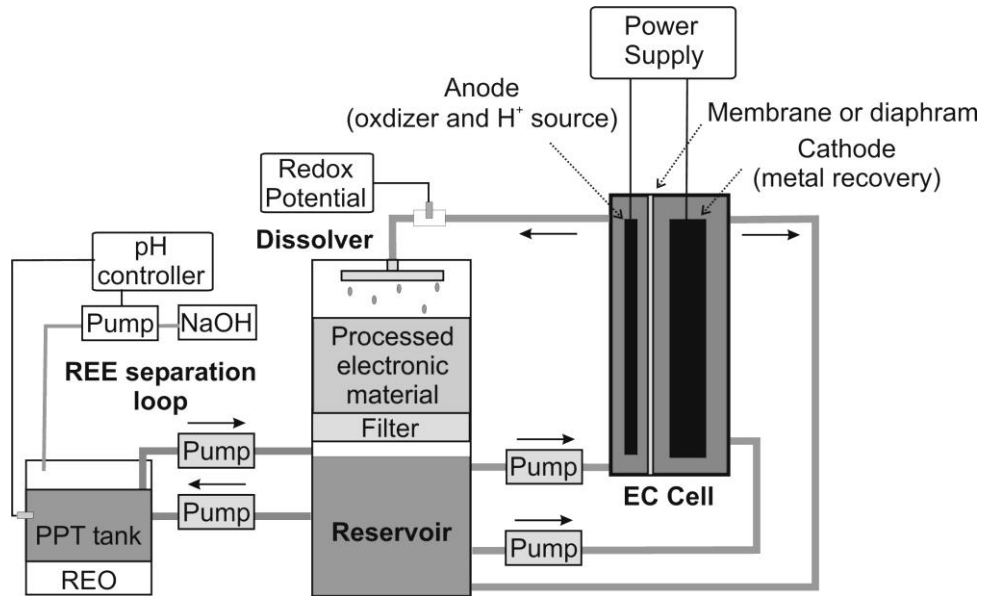 Power
Supply
Anode
(oxdizer and H⁺ source)
Membrane or diaphram
Cathode
(metal recovery)
Redox
Potential
Dissolver
pH
controller
Pump
NaOH
REE separation
loop
Processed
electronic
material
Filter
Pump
Pump
EC Cell
Pump
Reservoir
PPT tank
Pump
REO